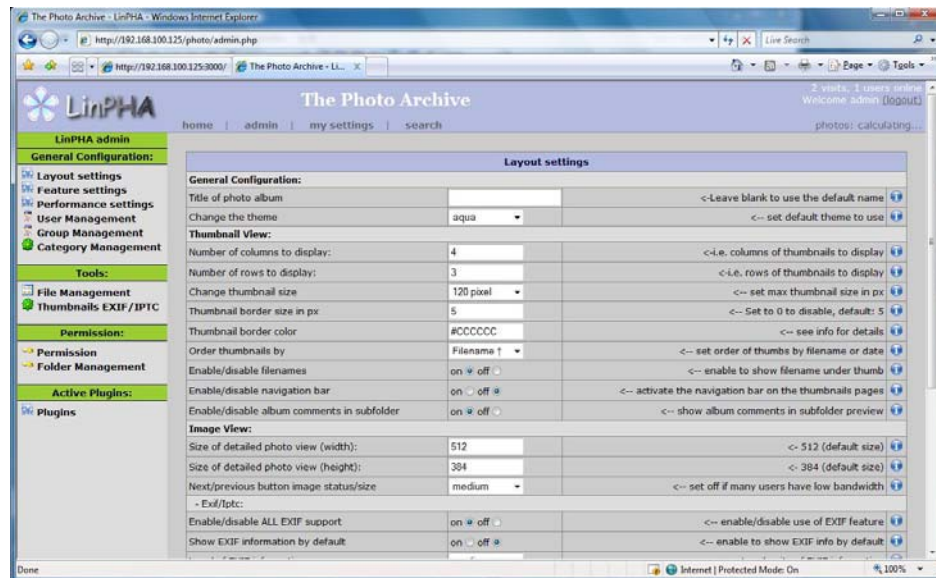 The Photo Archive - LinPHA - Windows Internet Explorer
http://192.168.100.125/photo/admin.php
Live Search
http://192.168.100.125:3000/
The Photo Archive - Li...
Page
Tools
LinPHA
The Photo Archive
2 visits, 1 users online
Welcome admin [logout]
home | admin | my settings | search
photos: calculating...
LinPHA admin
General Configuration:
Layout settings
Feature settings
Performance settings
User Management
Group Management
Category Management
Tools:
File Management
Thumbnails EXIF/IPTC
Permission:
Permission
Folder Management
Active Plugins:
Plugins
Layout settings
General Configuration:
Title of photo album <-Leave blank to use the default name
Change the theme aqua <-- set default theme to use
Thumbnail View:
Number of columns to display: 4 <-i.e. columns of thumbnails to display
Number of rows to display: 3 <-i.e. rows of thumbnails to display
Change thumbnail size 120 pixel <-- set max thumbnail size in px
Thumbnail border size in px 5 <-- Set to 0 to disable, default: 5
Thumbnail border color #CCCCCC <-- see info for details
Order thumbnails by Filename ↑ <-- set order of thumbs by filename or date
Enable/disable filenames on off <-- enable to show filename under thumb
Enable/disable navigation bar on off <-- activate the navigation bar on the thumbnails pages
Enable/disable album comments in subfolder on off <-- show album comments in subfolder preview
Image View:
Size of detailed photo view (width): 512 <- 512 (default size)
Size of detailed photo view (height): 384 <- 384 (default size)
Next/previous button image status/size medium <-- set off if many users have low bandwidth
- Exif/Iptc:
Enable/disable ALL EXIF support on off <-- enable/disable use of EXIF feature
Show EXIF information by default on off <-- enable to show EXIF info by default
Done
Internet | Protected Mode: On
100%